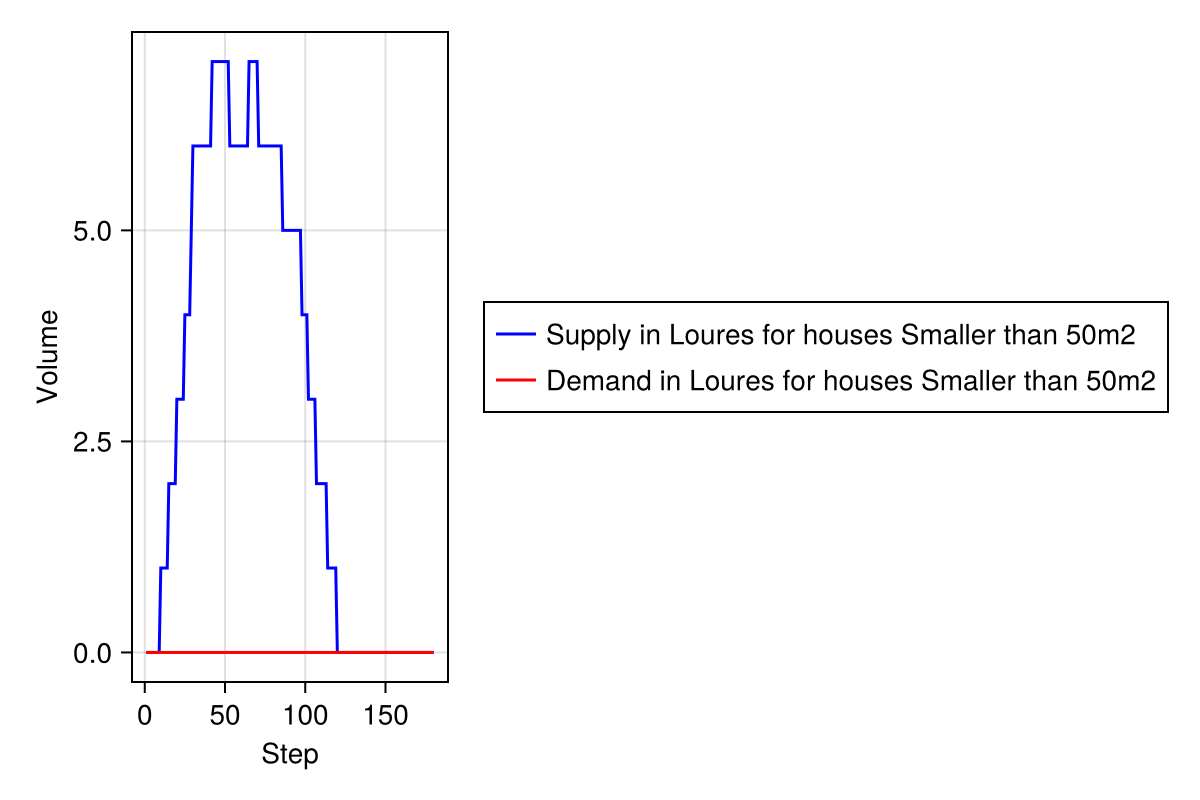 Volume
5.0
2.5
0.0
0 50 100 150
Step
Supply in Loures for houses Smaller than 50m2
Demand in Loures for houses Smaller than 50m2